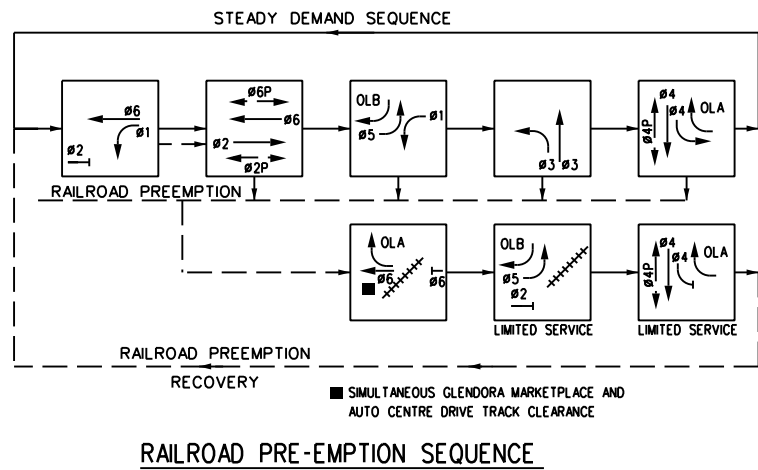 STEADY DEMAND SEQUENCE
ø6
ø1
ø2
ø6P
ø6
ø2
ø2P
OLB
ø5
ø1
ø3 ø3
ø4
ø4
OLA
ø4P
RAILROAD PREEMPTION
OLA
ø6
ø6
OLB
ø5
ø2
LIMITED SERVICE
ø4
ø4
OLA
ø4P
LIMITED SERVICE
RAILROAD PREEMPTION
RECOVERY
SIMULTANEOUS GLENDORA MARKETPLACE AND
AUTO CENTRE DRIVE TRACK CLEARANCE
RAILROAD PRE-EMPTION SEQUENCE